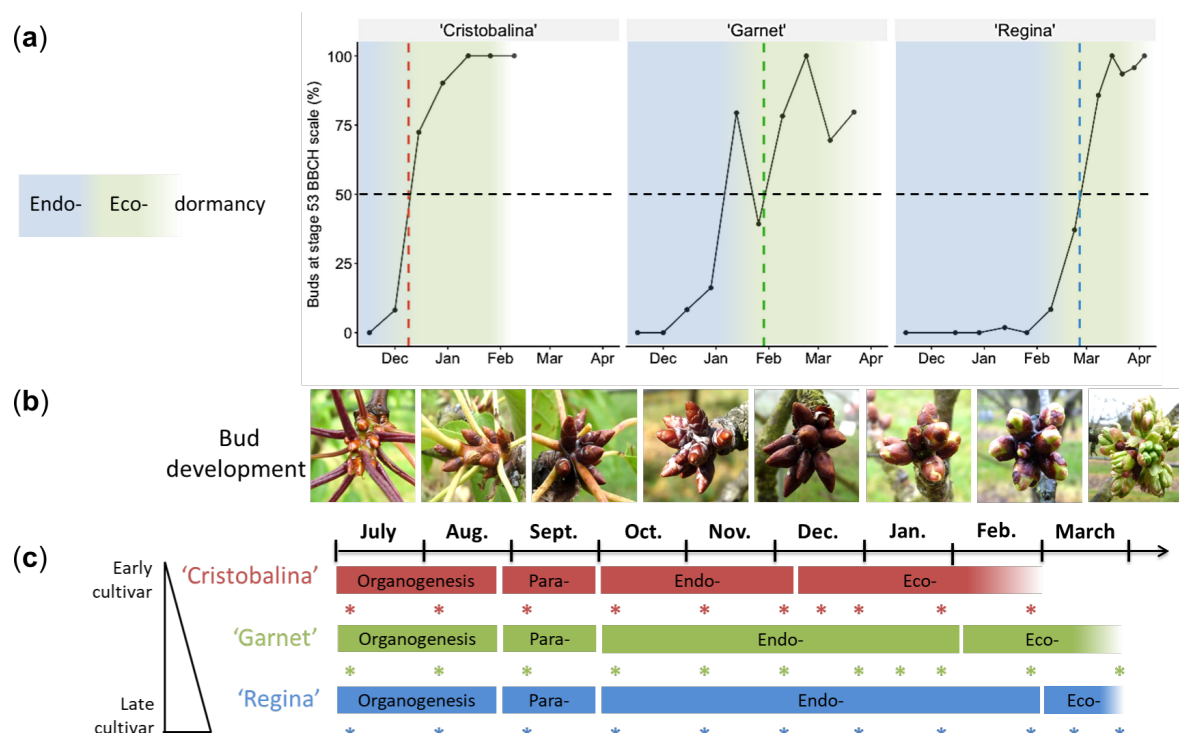 (a)
'Cristobalina'
'Garnet'
'Regina'
Buds at stage 53 BBCH scale (%)
100
75
50
25
0
Dec Jan Feb Mar Apr
Dec Jan Feb Mar Apr
Dec Jan Feb Mar Apr
Endo- Eco- dormancy
(b)
Bud
development
(c)
July Aug. Sept. Oct. Nov. Dec. Jan. Feb. March
Early
cultivar
'Cristobalina'
Organogenesis Para- Endo- Eco-
* * * * * * * * * *
'Garnet'
Organogenesis Para- Endo- Eco-
* * * * * * * * * *
Late
cultivar
'Regina'
Organogenesis Para- Endo- Eco-
* * * * * * * * * *